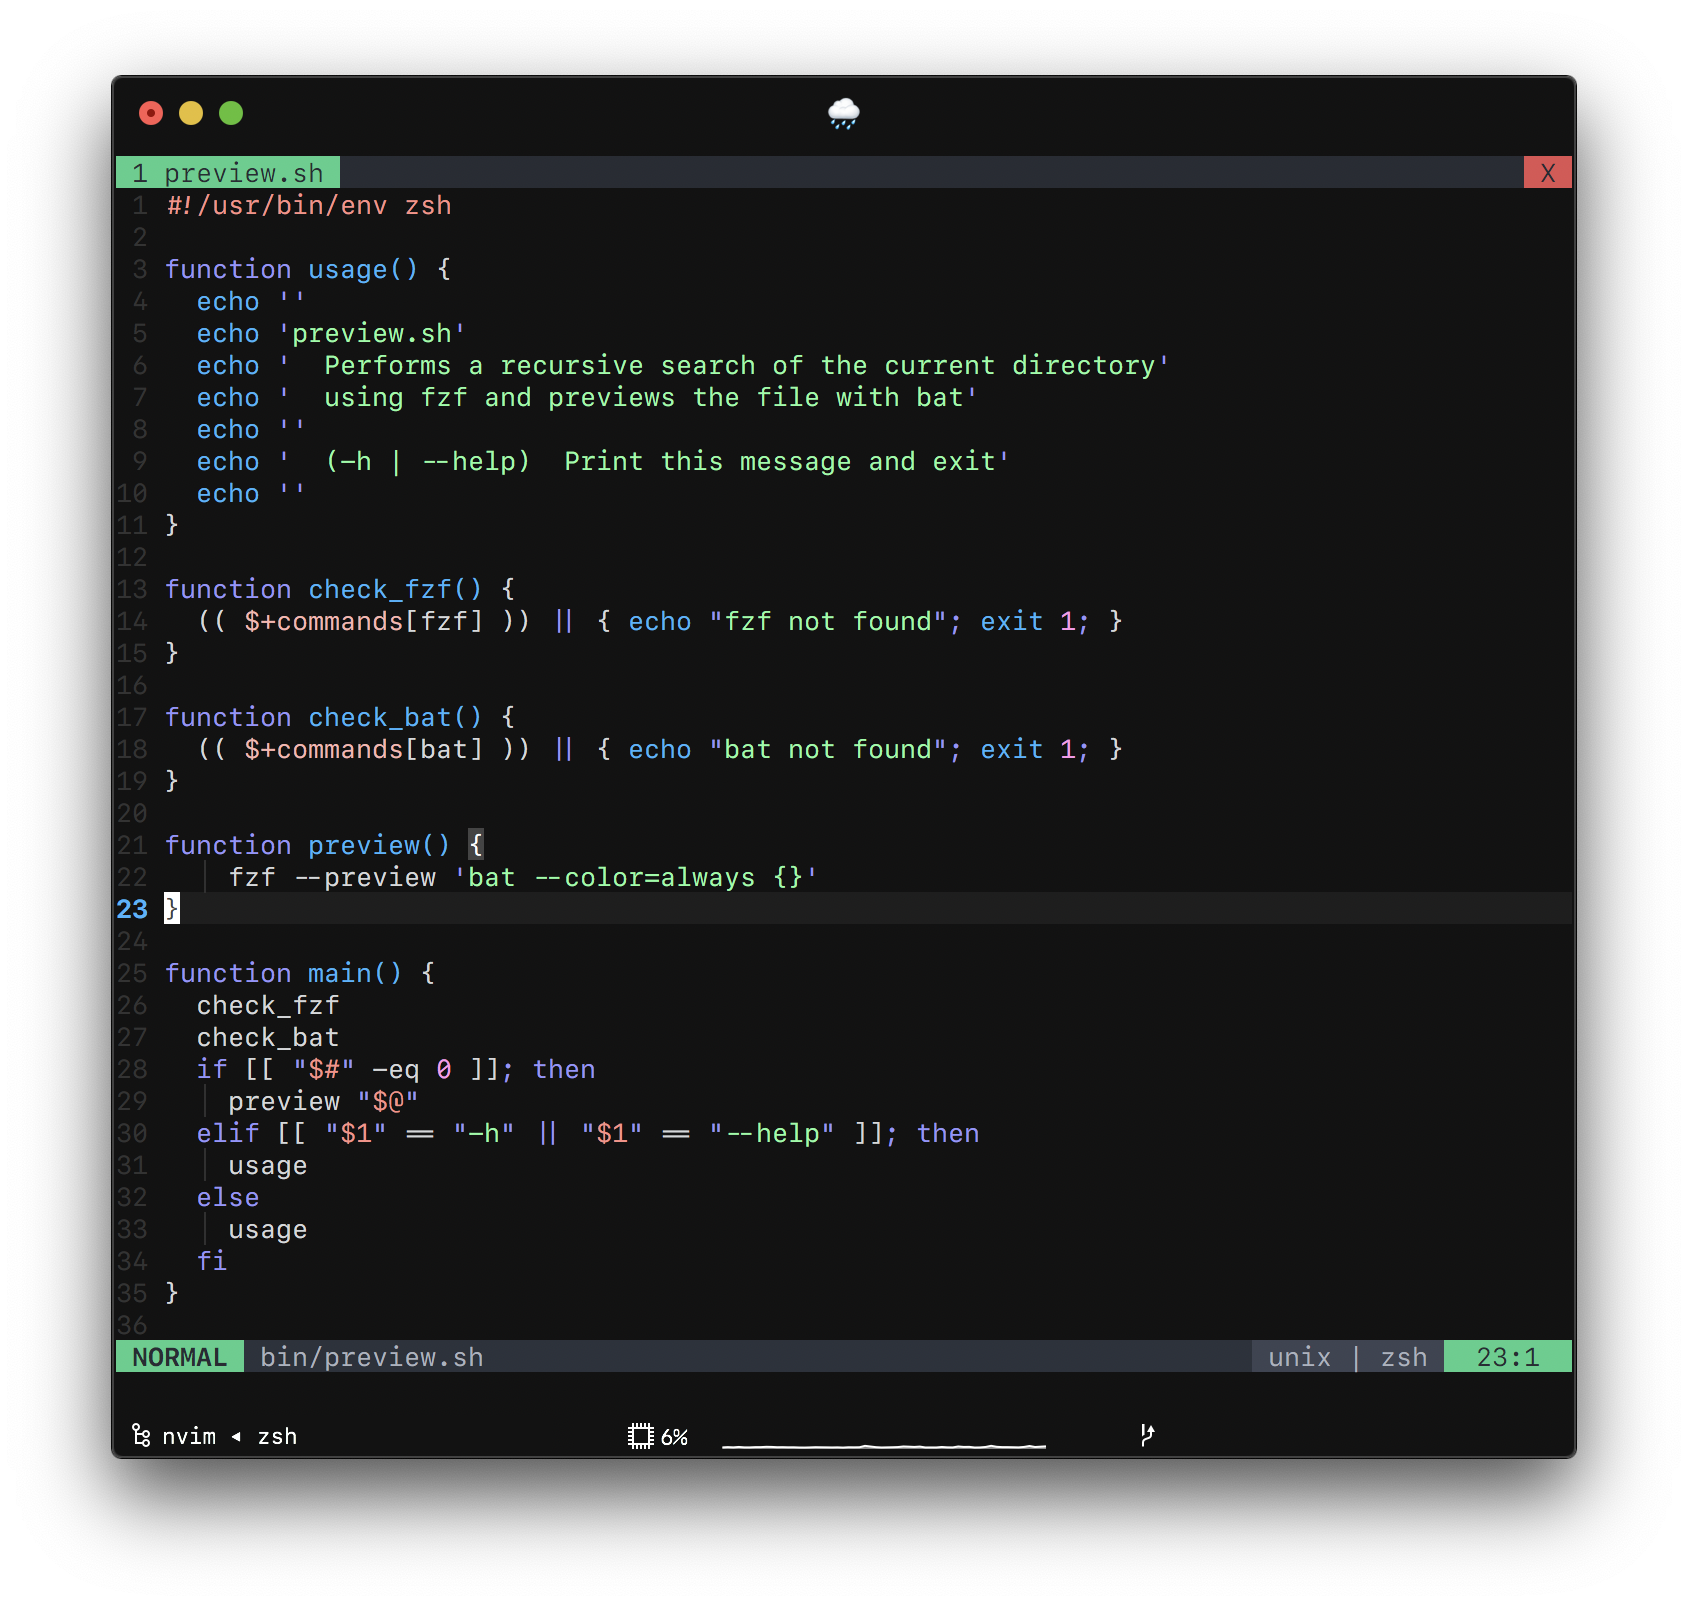 1 preview.sh X
1 #!/usr/bin/env zsh
2
3 function usage() {
4   echo ''
5   echo 'preview.sh'
6   echo '  Performs a recursive search of the current directory'
7   echo '  using fzf and previews the file with bat'
8   echo ''
9   echo '  (-h | --help)  Print this message and exit'
10   echo ''
11 }
12
13 function check_fzf() {
14   (( $+commands[fzf] )) || { echo "fzf not found"; exit 1; }
15 }
16
17 function check_bat() {
18   (( $+commands[bat] )) || { echo "bat not found"; exit 1; }
19 }
20
21 function preview() {
22     fzf --preview 'bat --color=always {}'
23 }
24
25 function main() {
26   check_fzf
27   check_bat
28   if [[ "$#" -eq 0 ]]; then
29     preview "$@"
30   elif [[ "$1" == "-h" || "$1" == "--help" ]]; then
31     usage
32   else
33     usage
34   fi
35 }
36
NORMAL bin/preview.sh unix | zsh 23:1
nvim ◂ zsh 6%